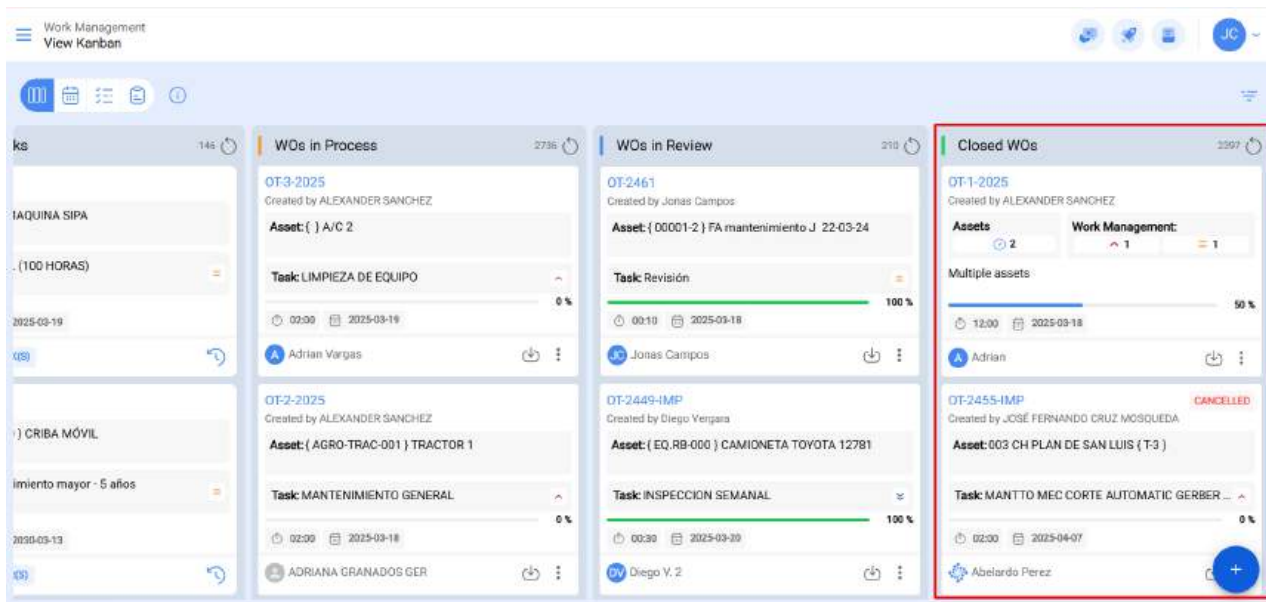 Work Management
View Kanban
JC
ks
146
AQUINA SIPA
. (100 HORAS)
2025-03-19
K(S)
) CRIBA MÓVIL
imiento mayor - 5 años
2030-03-13
K(S)
WOs in Process
2736
OT-3-2025
Created by ALEXANDER SANCHEZ
Asset: { } A/C 2
Task: LIMPIEZA DE EQUIPO
0 %
02:00 2025-03-19
A Adrian Vargas
OT-2-2025
Created by ALEXANDER SANCHEZ
Asset: { AGRO-TRAC-001 } TRACTOR 1
Task: MANTENIMIENTO GENERAL
0 %
02:00 2025-03-18
ADRIANA GRANADOS GER
WOs in Review
210
OT-2461
Created by Jonas Campos
Asset: { 00001-2 } FA mantenimiento J 22-03-24
Task: Revisión
100 %
00:10 2025-03-18
JC Jonas Campos
OT-2449-IMP
Created by Diego Vergara
Asset: { EQ.RB-000 } CAMIONETA TOYOTA 12781
Task: INSPECCION SEMANAL
100 %
00:30 2025-03-20
DV Diego V. 2
Closed WOs
2397
OT-1-2025
Created by ALEXANDER SANCHEZ
Assets Work Management:
2 1 1
Multiple assets
50 %
12:00 2025-03-18
A Adrian
OT-2455-IMP CANCELLED
Created by JOSÉ FERNANDO CRUZ MOSQUEDA
Asset: 003 CH PLAN DE SAN LUIS { T-3 }
Task: MANTTO MEC CORTE AUTOMATIC GERBER ...
0 %
02:00 2025-04-07
Abelardo Perez
+